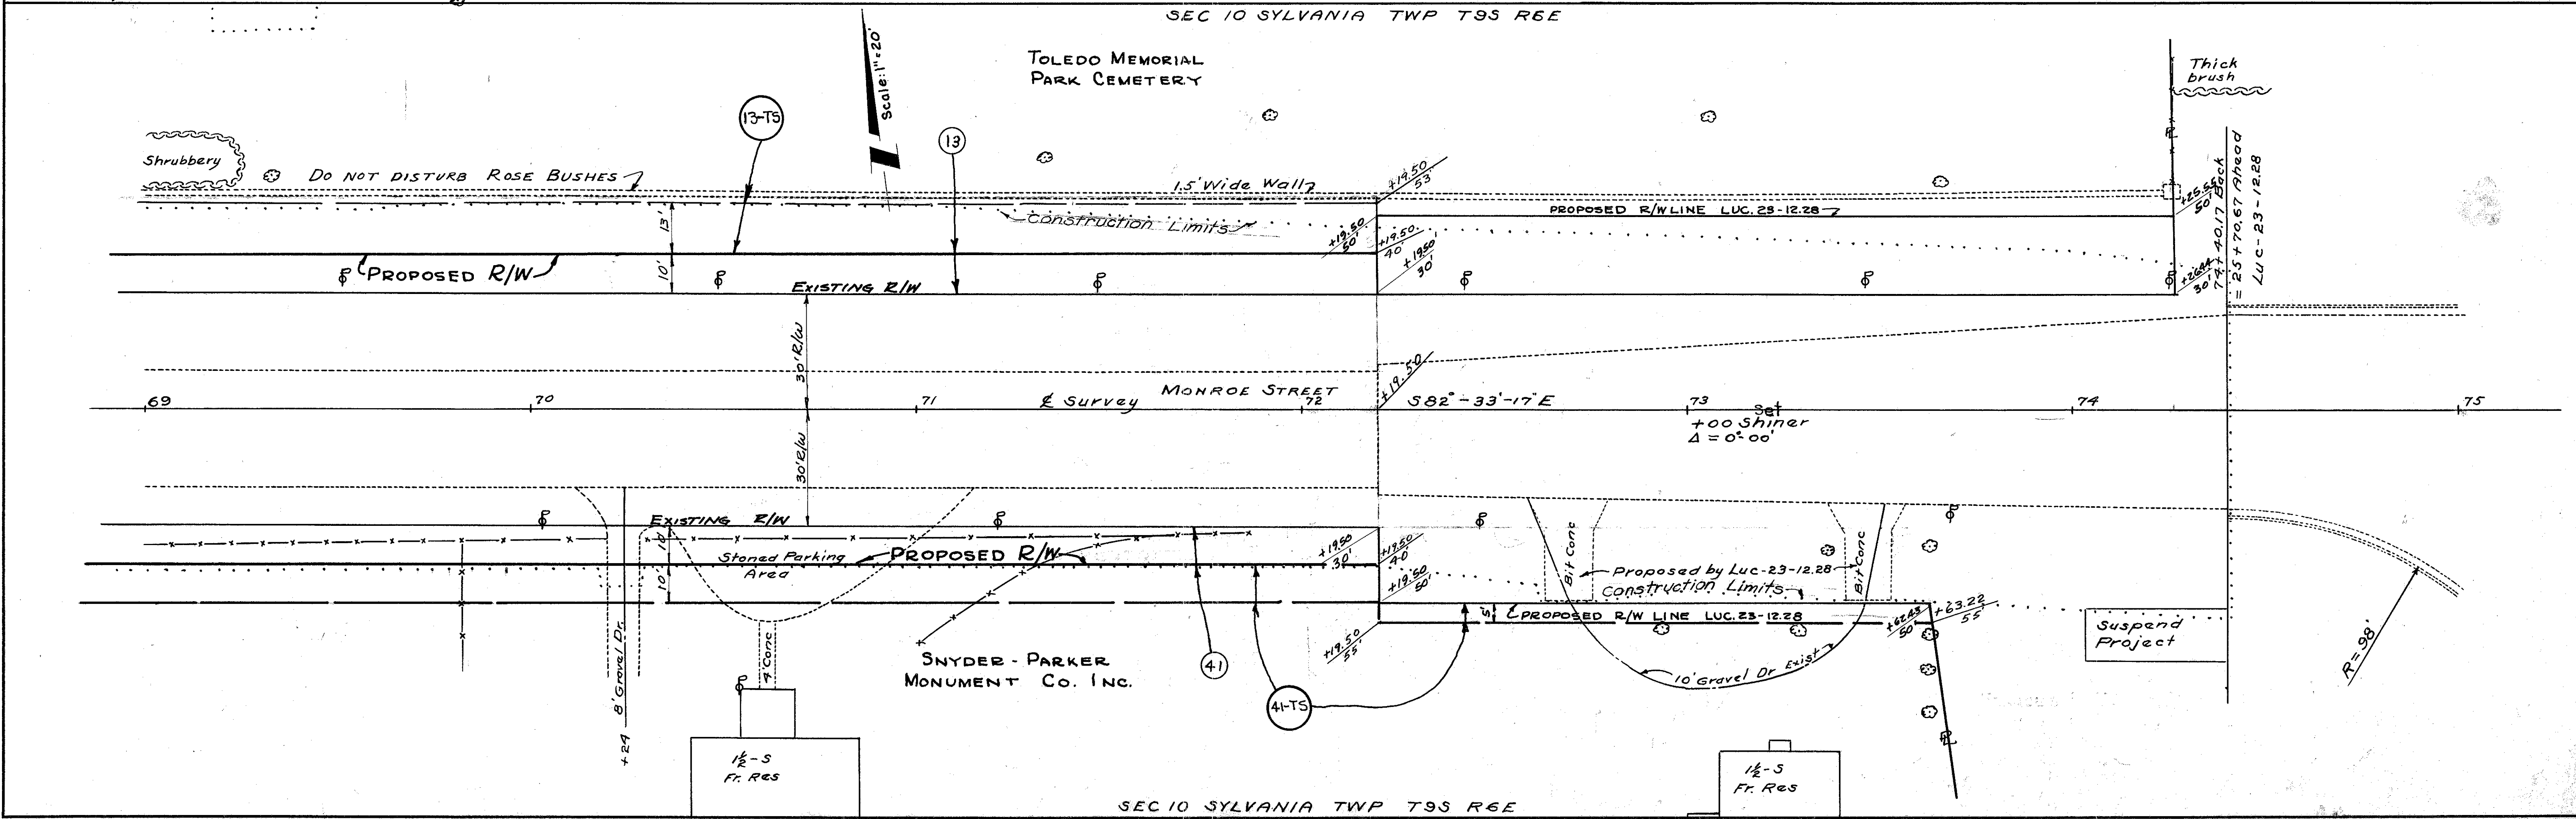 SEC 10 SYLVANIA TWP T9S R6E
TOLEDO MEMORIAL
PARK CEMETERY
Scale: 1"=20'
Thick
brush
13-TS
13
Shrubbery
DO NOT DISTURB ROSE BUSHES
1.5' Wide Wall
+19.50
53'
13'
Construction Limits
PROPOSED R/W LINE LUC. 23-12.28
+25.55
50'
+19.50
50'
+19.50
40'
+19.50
30'
+26.44
30'
74+40.17 Back
= 25+70.67 Ahead
Luc-23-12.28
PROPOSED R/W
10'
EXISTING R/W
30' R/W
+19.50
MONROE STREET
℄ Survey
S82°-33'-17"E
69
70
71
72
73
74
75
Set
+00 Shiner
Δ = 0°-00'
30' R/W
EXISTING R/W
10'
Stoned Parking
Area
PROPOSED R/W
10'
+19.50
30'
+19.50
40'
+19.50
50'
+19.50
55'
Bit Conc
Proposed by Luc-23-12.28
Bit Conc
Construction Limits
5'
PROPOSED R/W LINE LUC. 23-12.28
+62.43
50'
+63.22
55'
Suspend
Project
R=98'
8' Gravel Dr.
+24
4' Conc
SNYDER-PARKER
MONUMENT CO. INC.
41
41-TS
10' Gravel Dr Exist
1½-S
Fr. Res
1½-S
Fr. Res
SEC 10 SYLVANIA TWP T9S R6E